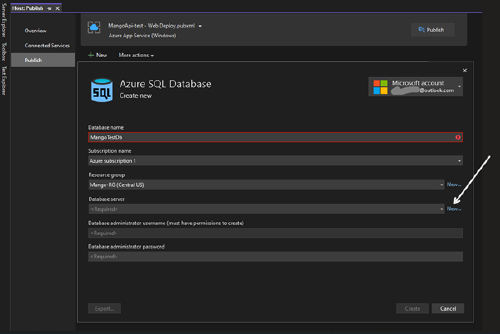 Host: Publish
Server Explorer
Toolbox
Test Explorer
Overview
Connected Services
Publish
MangoApi-test - Web Deploy.pubxml
Azure App Service (Windows)
Publish
New
More actions
Azure SQL Database
Create new
Microsoft account
@outlook.com
Database name
MangoTestDb
Subscription name
Azure subscription 1
Resource group
Mango-RG (Central US)
New...
Database server
<Required>
New...
Database administrator username (must have permissions to create)
<Required>
Database administrator password
<Required>
Export...
Create
Cancel